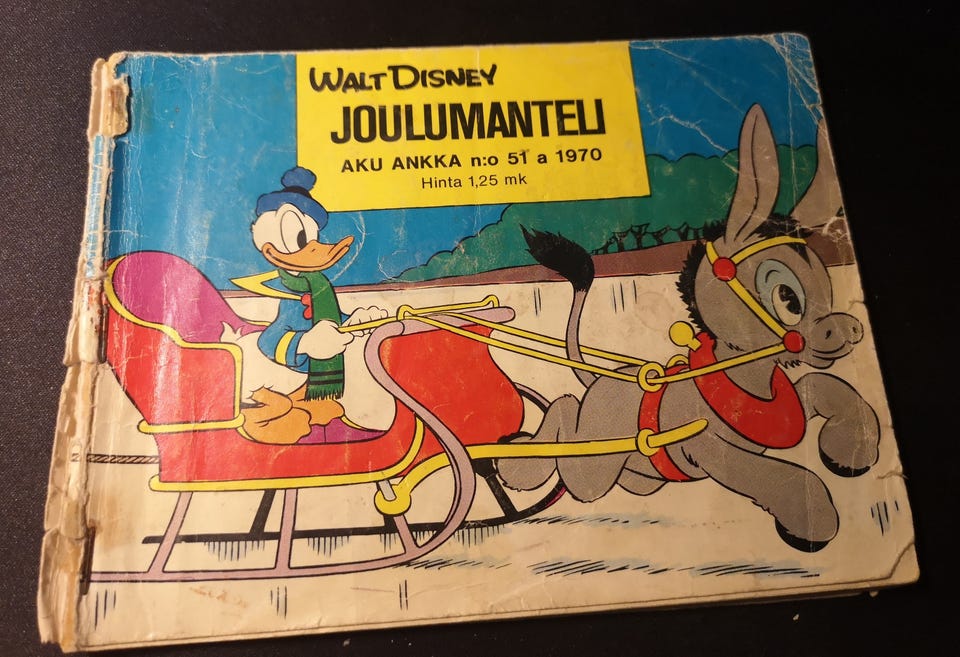 WALT DISNEY
JOULUMANTELI
AKU ANKKA n:o 51 a 1970
Hinta 1,25 mk